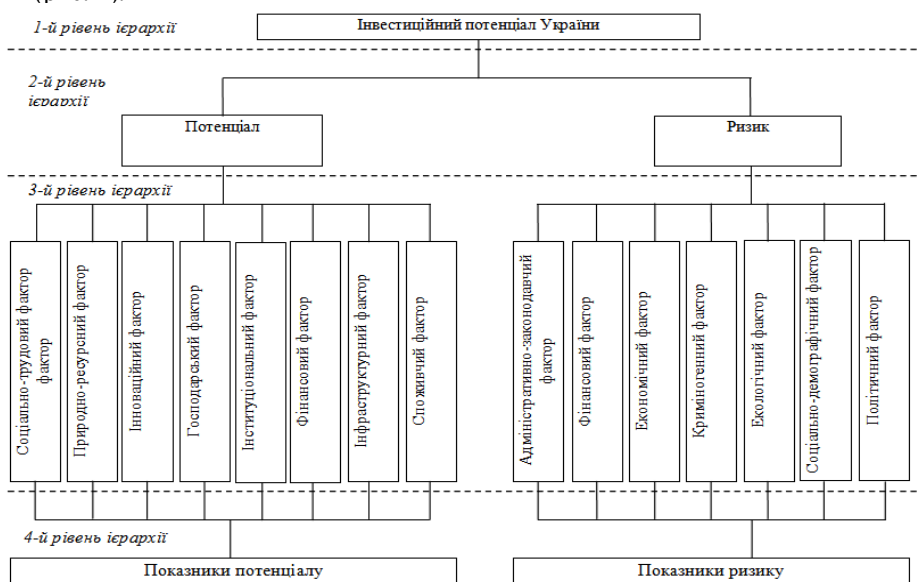 1-й рівень ієрархії
Інвестиційний потенціал України
2-й рівень
ієрархії
Потенціал
Ризик
3-й рівень ієрархії
Соціально-трудовий фактор
фактор
Природно-ресурсний фактор
Інноваційний фактор
Господарський фактор
Інституціональний фактор
Фінансовий фактор
Інфраструктурний фактор
Споживчий фактор
Адміністративно-законодавчий
фактор
Фінансовий фактор
Економічний фактор
Криміногенний фактор
Екологічний фактор
Соціально-демографічний фактор
Політичний фактор
4-й рівень ієрархії
Показники потенціалу
Показники ризику